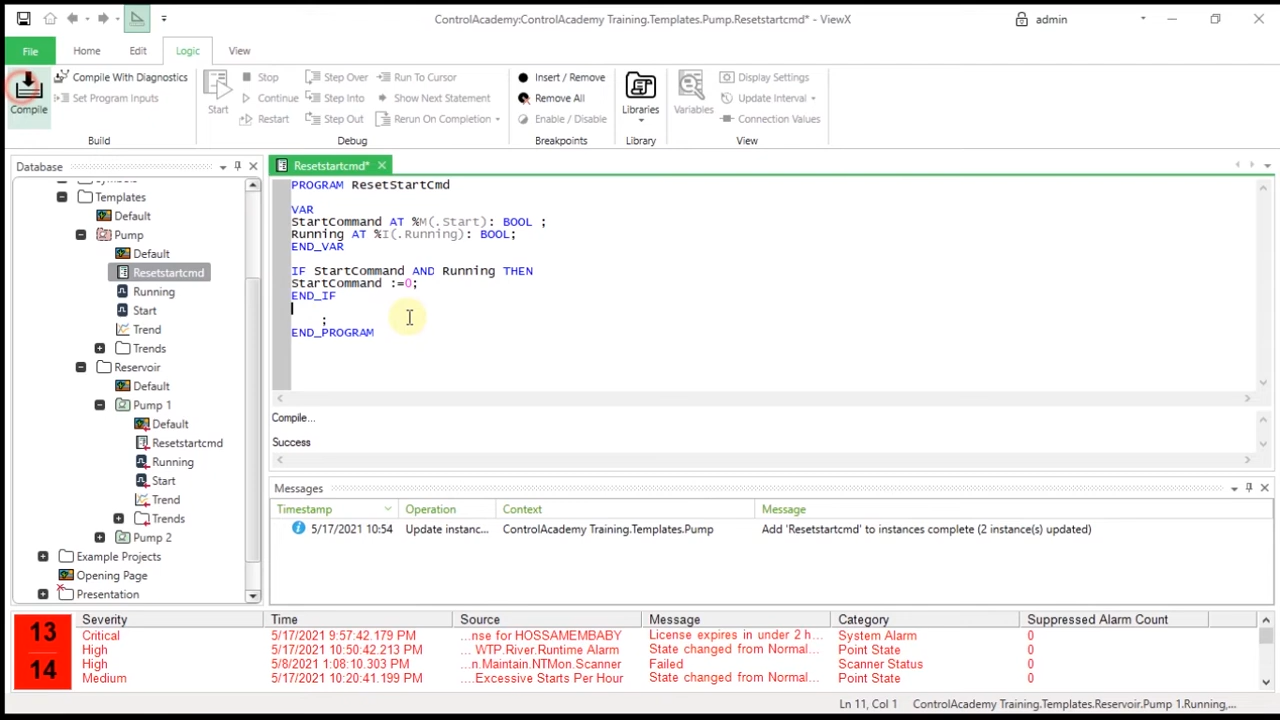 ControlAcademy:ControlAcademy Training.Templates.Pump.Resetstartcmd* - ViewX
admin
File Home Edit Logic View
Compile
Compile With Diagnostics
Set Program Inputs
Build
Start
Stop
Continue
Restart
Step Over
Step Into
Step Out
Run To Cursor
Show Next Statement
Rerun On Completion
Debug
Insert / Remove
Remove All
Enable / Disable
Breakpoints
Libraries
Library
Variables
Display Settings
Update Interval
Connection Values
View
Database
Templates
Default
Pump
Default
Resetstartcmd
Running
Start
Trend
Trends
Reservoir
Default
Pump 1
Default
Resetstartcmd
Running
Start
Trend
Trends
Pump 2
Example Projects
Opening Page
Presentation
Resetstartcmd*
PROGRAM ResetStartCmd
VAR
StartCommand AT %M(.Start): BOOL ;
Running AT %I(.Running): BOOL;
END_VAR
IF StartCommand AND Running THEN
StartCommand :=0;
END_IF
;
END_PROGRAM
Compile...
Success
Messages
Timestamp Operation Context Message
5/17/2021 10:54 Update instanc... ControlAcademy Training.Templates.Pump Add 'Resetstartcmd' to instances complete (2 instance(s) updated)
13
14
Severity Time Source Message Category Suppressed Alarm Count
Critical 5/17/2021 9:57:42.179 PM ...nse for HOSSAMEMBABY License expires in under 2 h... System Alarm 0
High 5/17/2021 10:50:42.213 PM ... WTP.River.Runtime Alarm State changed from Normal... Point State 0
High 5/8/2021 1:08:10.303 PM ...n.Maintain.NTMon.Scanner Failed Scanner Status 0
Medium 5/17/2021 10:20:41.199 PM ....Excessive Starts Per Hour State changed from Normal... Point State 0
Ln 11, Col 1 ControlAcademy Training.Templates.Reservoir.Pump 1.Running,...